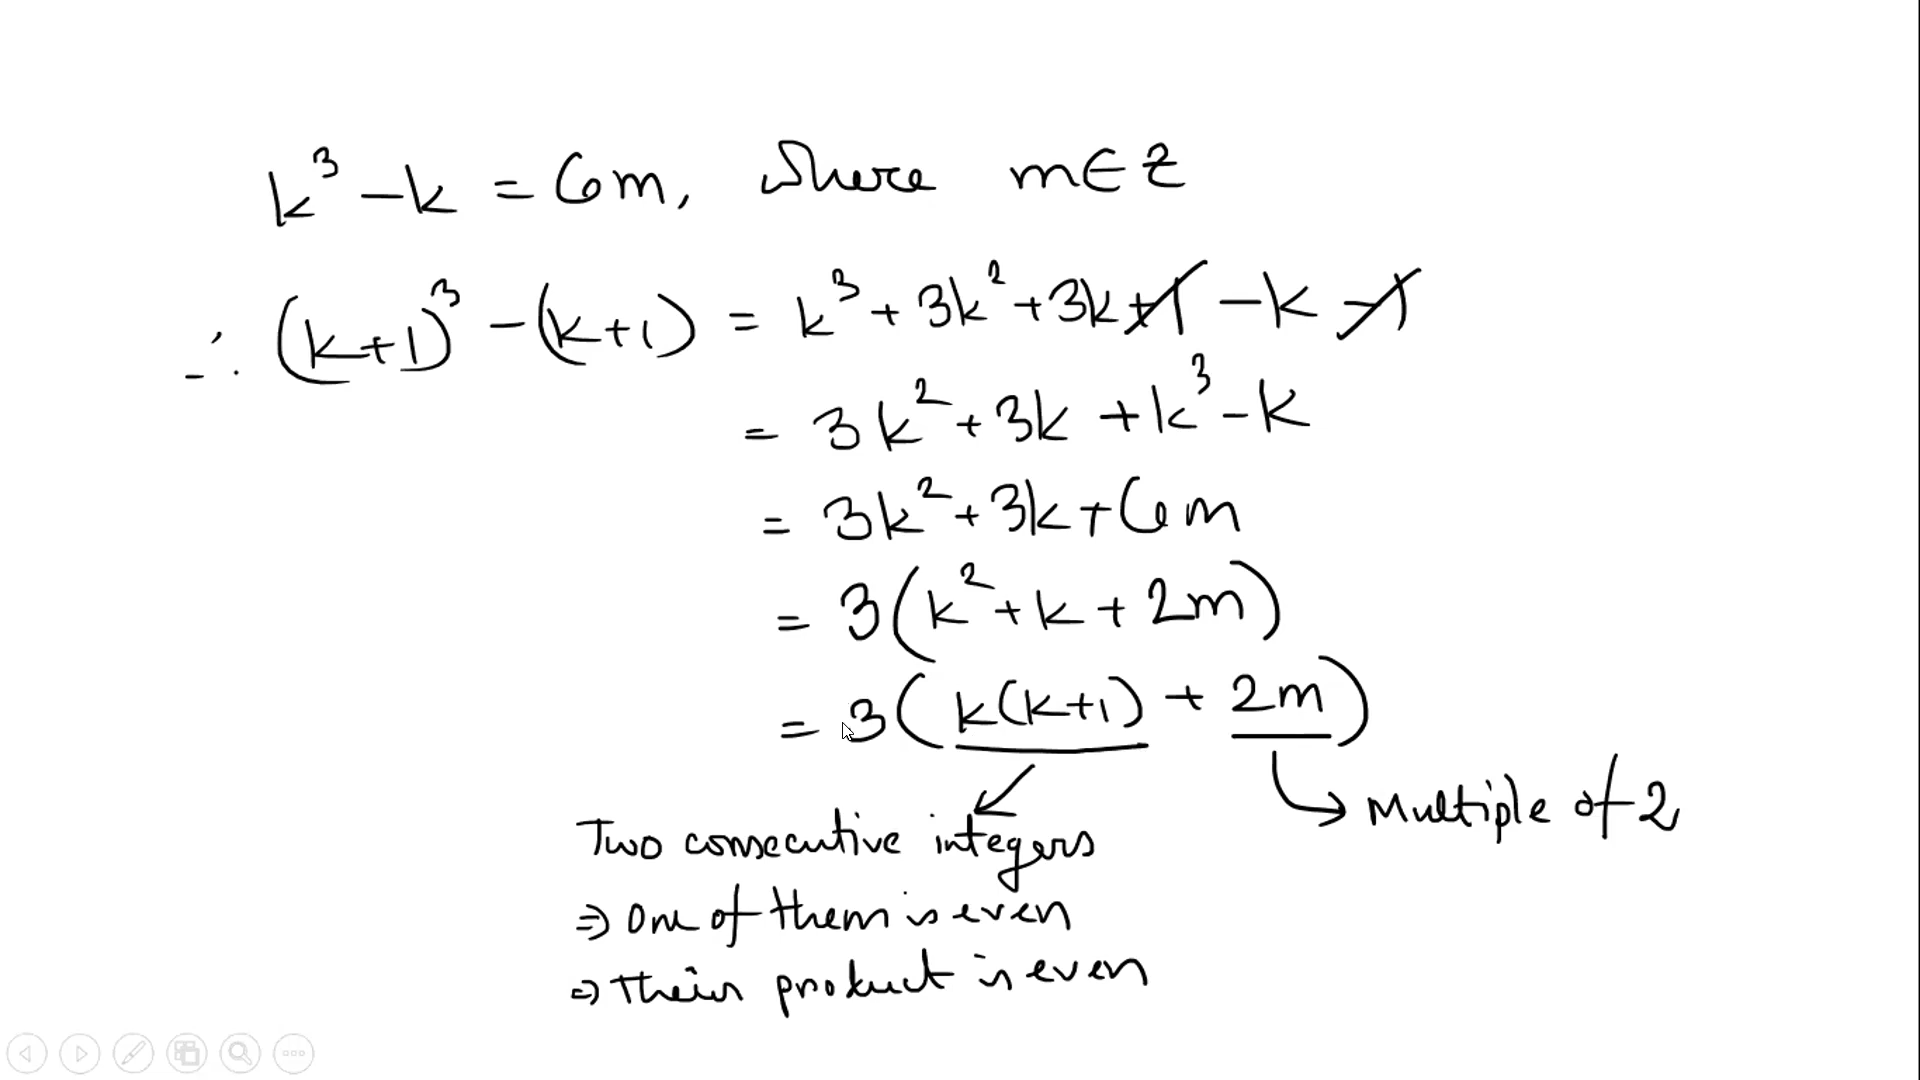 k³ - k = 6m, where m∈Z
∴ (k+1)³ - (k+1) = k³ + 3k² + 3k + 1 - k - 1
= 3k² + 3k + k³ - k
= 3k² + 3k + 6m
= 3(k² + k + 2m)
= 3(k(k+1) + 2m)
Multiple of 2
Two consecutive integers
⇒ One of them is even
⇒ Their product is even